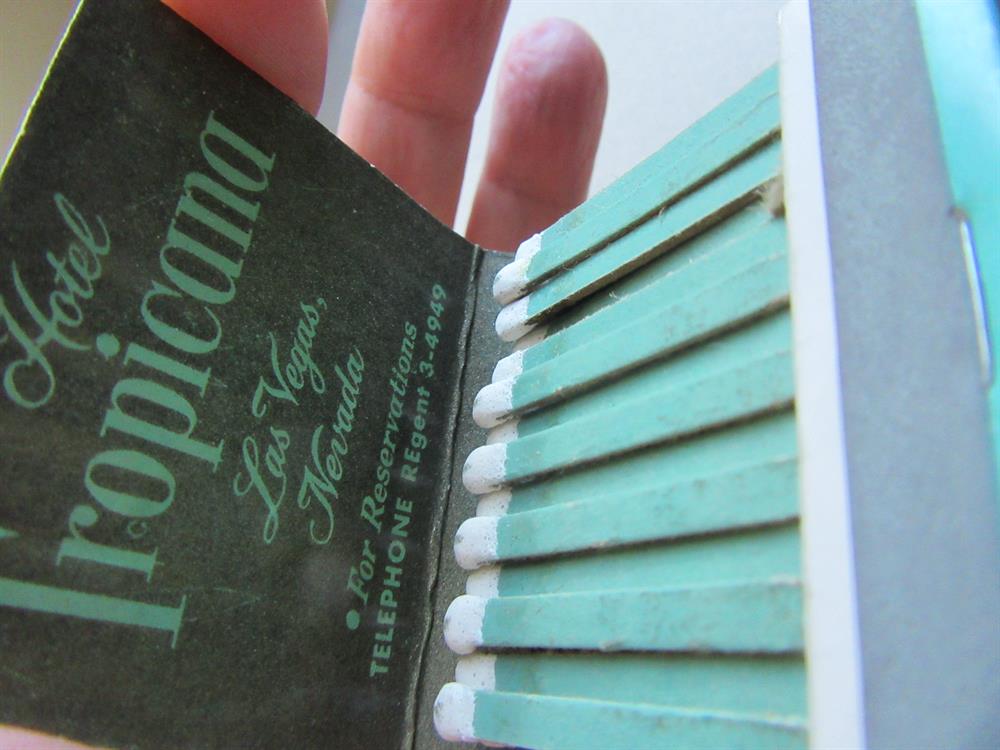 Hotel
Tropicana
Las Vegas,
Nevada
• For Reservations
TELEPHONE REgent 3-4949